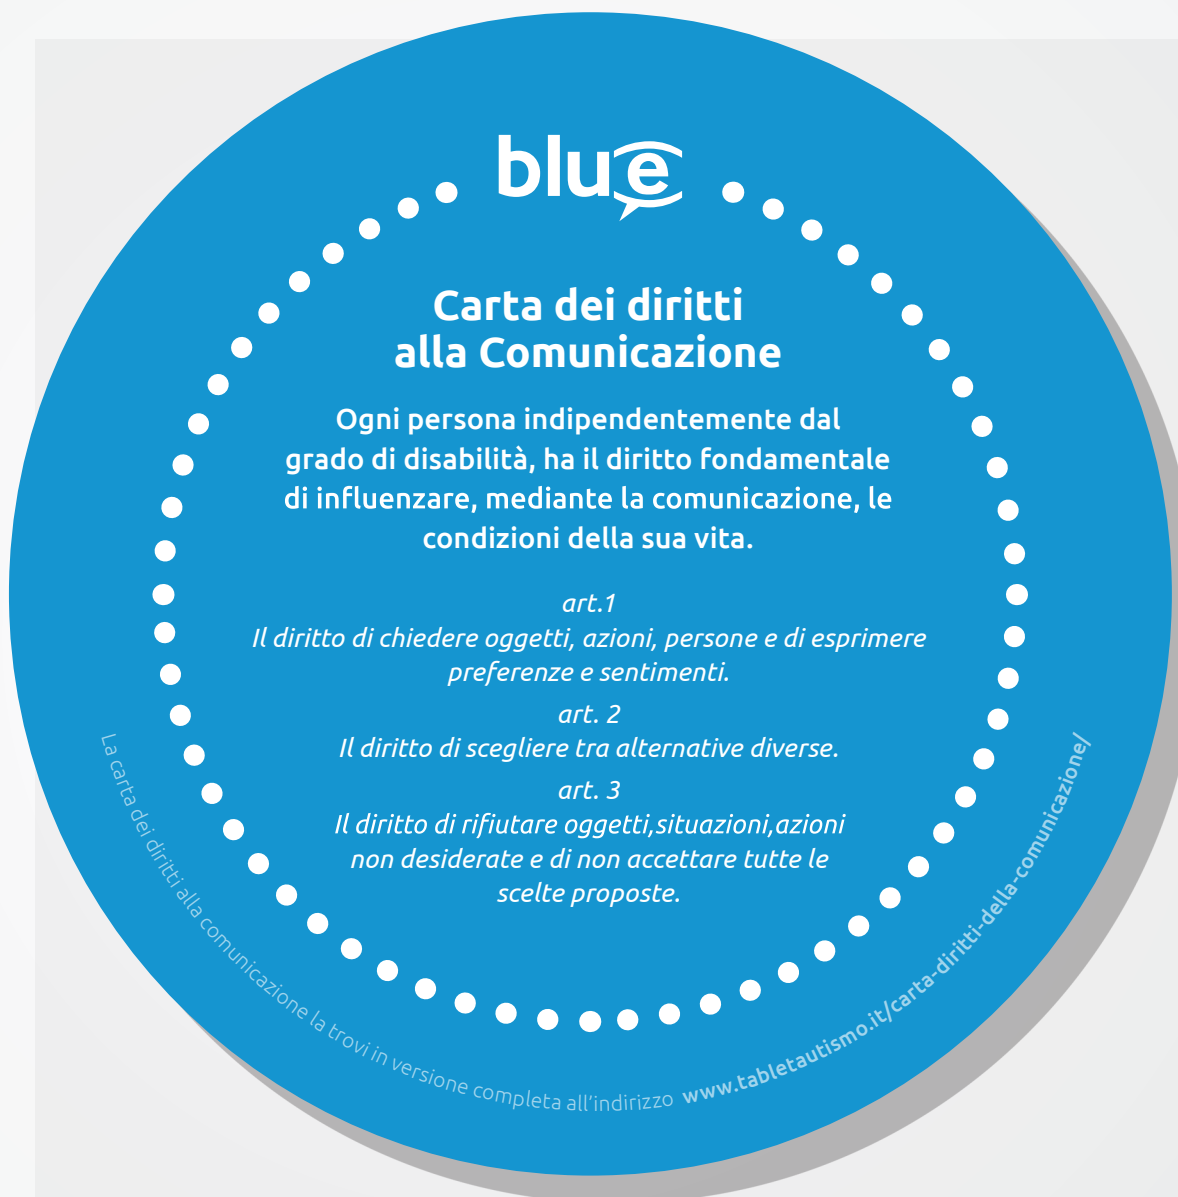 blue
Carta dei diritti
alla Comunicazione
Ogni persona indipendentemente dal
grado di disabilità, ha il diritto fondamentale
di influenzare, mediante la comunicazione, le
condizioni della sua vita.
art.1
Il diritto di chiedere oggetti, azioni, persone e di esprimere
preferenze e sentimenti.
art. 2
Il diritto di scegliere tra alternative diverse.
art. 3
Il diritto di rifiutare oggetti,situazioni,azioni
non desiderate e di non accettare tutte le
scelte proposte.
La carta dei diritti alla comunicazione la trovi in versione completa all'indirizzo www.tabletautismo.it/carta-diritti-della-comunicazione/